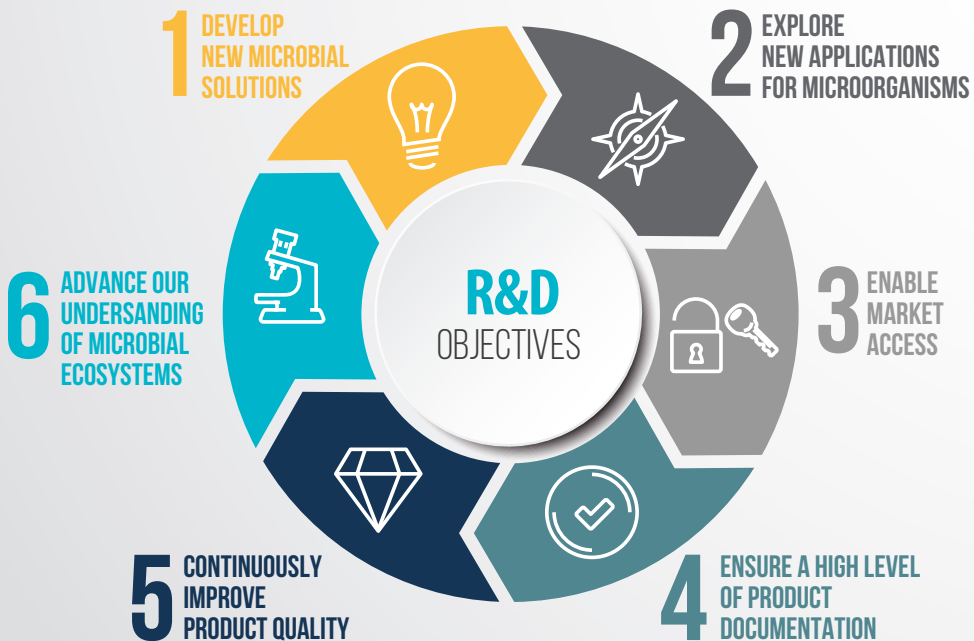 1
DEVELOP
NEW MICROBIAL
SOLUTIONS
2
EXPLORE
NEW APPLICATIONS
FOR MICROORGANISMS
3
ENABLE
MARKET
ACCESS
4
ENSURE A HIGH LEVEL
OF PRODUCT
DOCUMENTATION
5
CONTINUOUSLY
IMPROVE
PRODUCT QUALITY
6
ADVANCE OUR
UNDERSANDING
OF MICROBIAL
ECOSYSTEMS
R&D
OBJECTIVES